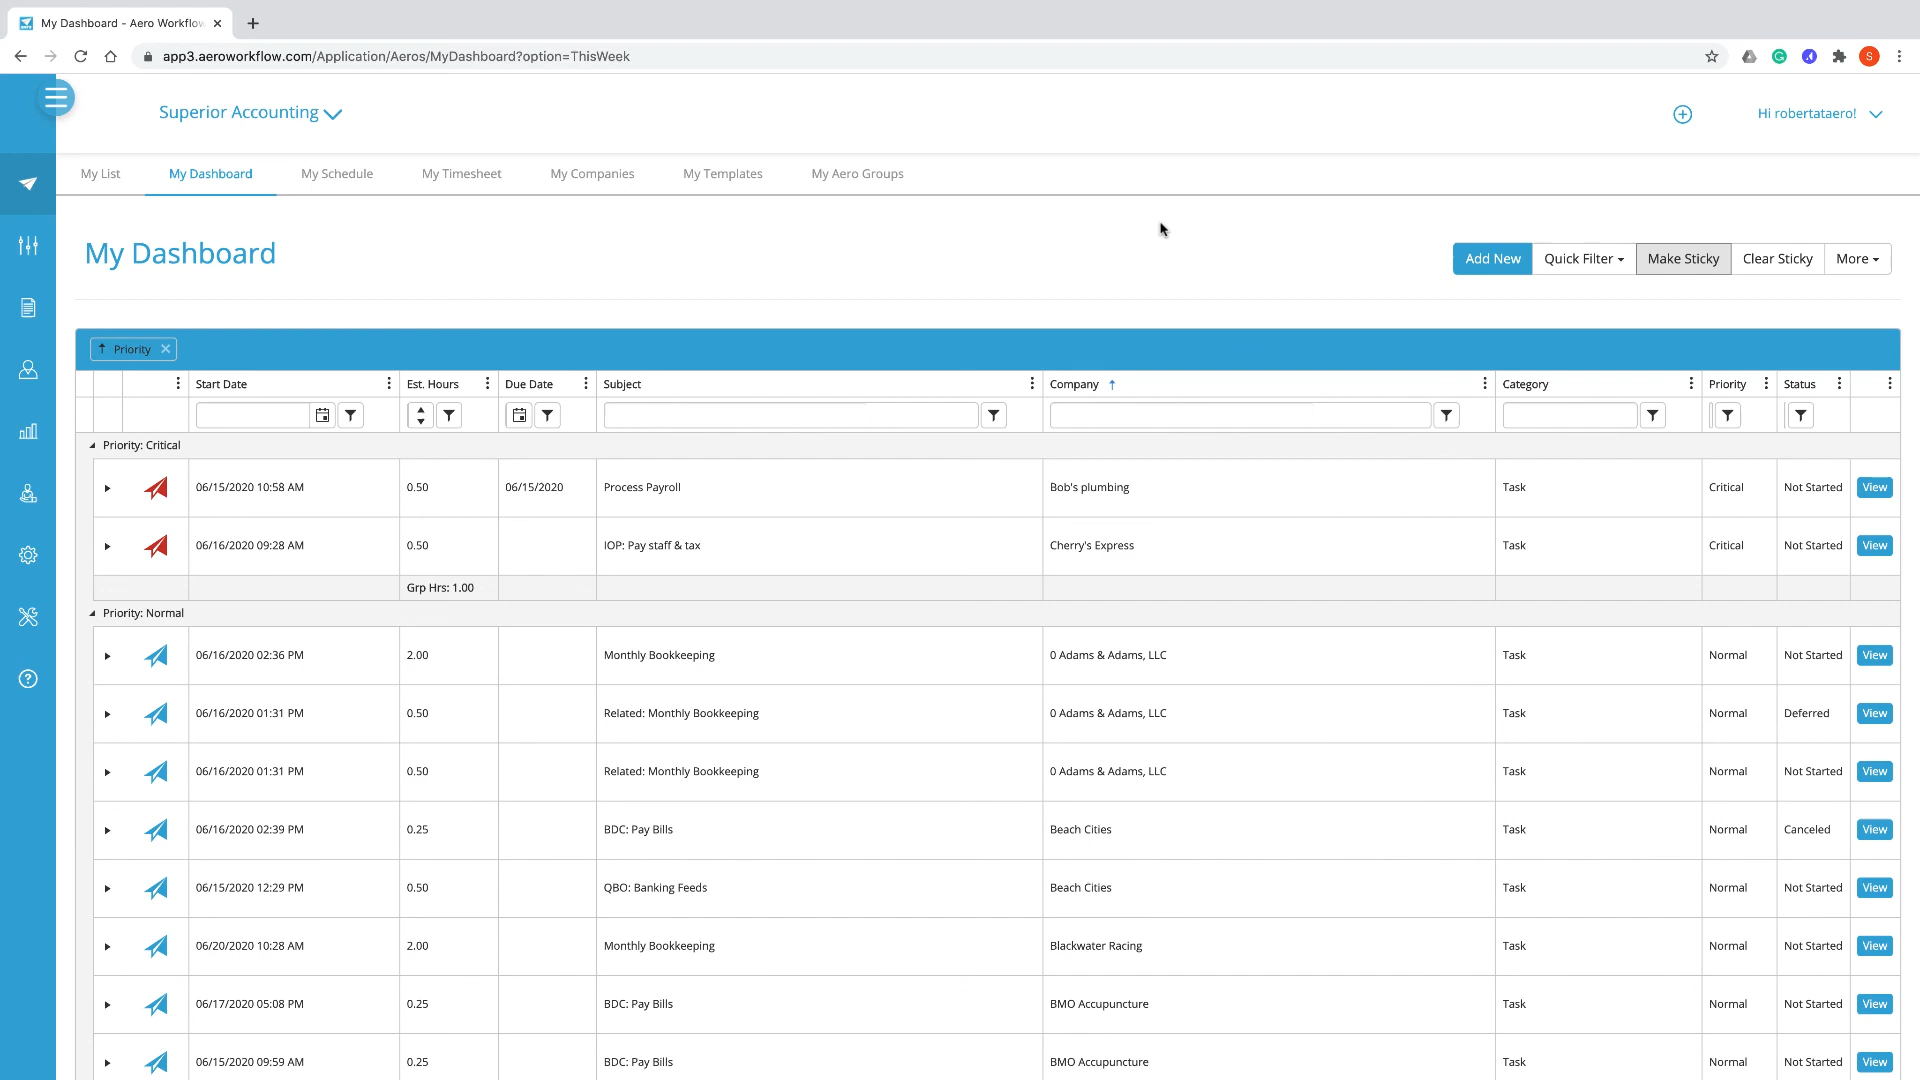 My Dashboard - Aero Workflow
app3.aeroworkflow.com/Application/Aeros/MyDashboard?option=ThisWeek
S
Superior Accounting
Hi robertataero!
My List My Dashboard My Schedule My Timesheet My Companies My Templates My Aero Groups
My Dashboard
Add New Quick Filter Make Sticky Clear Sticky More
Priority
Start Date Est. Hours Due Date Subject Company Category Priority Status
Priority: Critical
06/15/2020 10:58 AM 0.50 06/15/2020 Process Payroll Bob's plumbing Task Critical Not Started View
06/16/2020 09:28 AM 0.50 IOP: Pay staff & tax Cherry's Express Task Critical Not Started View
Grp Hrs: 1.00
Priority: Normal
06/16/2020 02:36 PM 2.00 Monthly Bookkeeping 0 Adams & Adams, LLC Task Normal Not Started View
06/16/2020 01:31 PM 0.50 Related: Monthly Bookkeeping 0 Adams & Adams, LLC Task Normal Deferred View
06/16/2020 01:31 PM 0.50 Related: Monthly Bookkeeping 0 Adams & Adams, LLC Task Normal Not Started View
06/16/2020 02:39 PM 0.25 BDC: Pay Bills Beach Cities Task Normal Canceled View
06/15/2020 12:29 PM 0.50 QBO: Banking Feeds Beach Cities Task Normal Not Started View
06/20/2020 10:28 AM 2.00 Monthly Bookkeeping Blackwater Racing Task Normal Not Started View
06/17/2020 05:08 PM 0.25 BDC: Pay Bills BMO Accupuncture Task Normal Not Started View
06/15/2020 09:59 AM 0.25 BDC: Pay Bills BMO Accupuncture Task Normal Not Started View